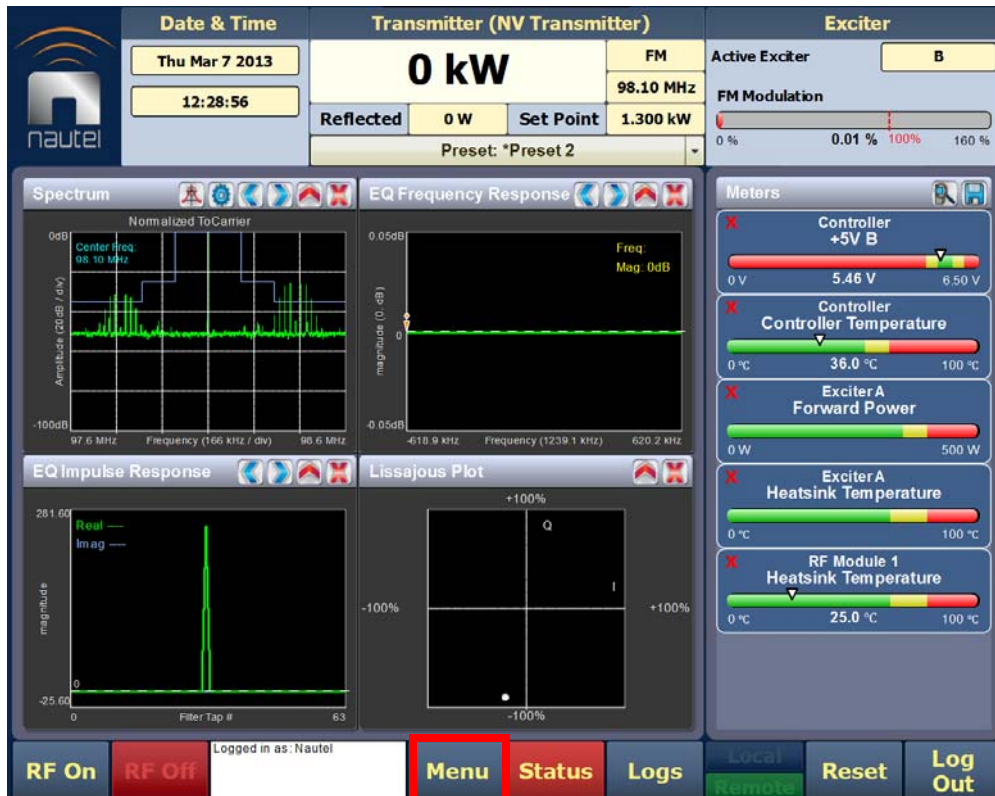 nautel
Date & Time
Thu Mar 7 2013
12:28:56
Transmitter (NV Transmitter)
0 kW
FM
98.10 MHz
Reflected 0 W Set Point 1.300 kW
Preset: *Preset 2
Exciter
Active Exciter B
FM Modulation
0 % 0.01 % 100% 160 %
Spectrum
Normalized ToCarrier
0dB
Center Freq:
98.10 MHz
Amplitude (20 dB / div)
-100dB
97.6 MHz Frequency (166 kHz / div) 98.6 MHz
EQ Frequency Response
0.05dB
Freq:
Mag: 0dB
magnitude (0. dB)
0
-0.05dB
-618.9 kHz Frequency (1239.1 kHz) 620.2 kHz
EQ Impulse Response
281.60
Real ----
Imag ----
magnitude
0
-25.60
0 Filter Tap # 63
Lissajous Plot
+100%
Q
I
-100% +100%
-100%
Meters
X Controller
+5V B
0 V 5.46 V 6.50 V
X Controller
Controller Temperature
0 °C 36.0 °C 100 °C
X Exciter A
Forward Power
0 W 500 W
X Exciter A
Heatsink Temperature
0 °C 100 °C
X RF Module 1
Heatsink Temperature
0 °C 25.0 °C 100 °C
RF On
RF Off
Logged in as: Nautel
Menu
Status
Logs
Local
Remote
Reset
Log
Out